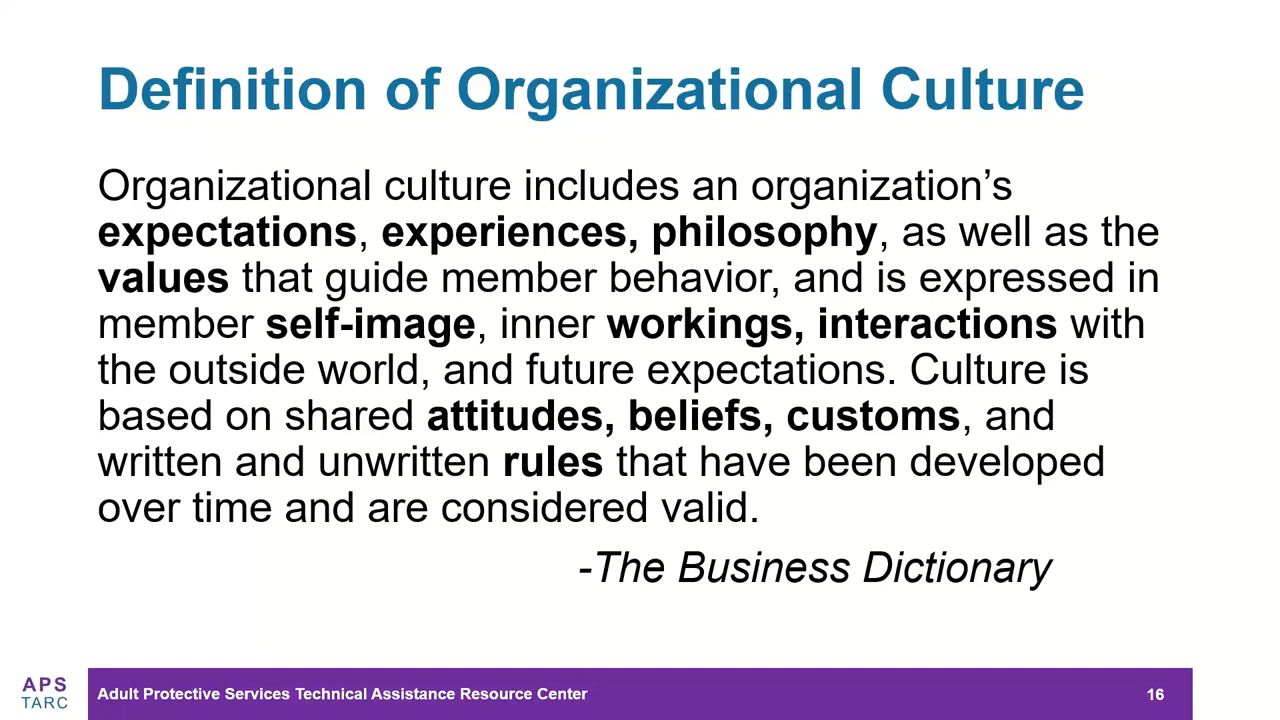 Definition of Organizational Culture
Organizational culture includes an organization’s
expectations, experiences, philosophy, as well as the
values that guide member behavior, and is expressed in
member self-image, inner workings, interactions with
the outside world, and future expectations. Culture is
based on shared attitudes, beliefs, customs, and
written and unwritten rules that have been developed
over time and are considered valid.
-The Business Dictionary
APS
TARC
Adult Protective Services Technical Assistance Resource Center
16